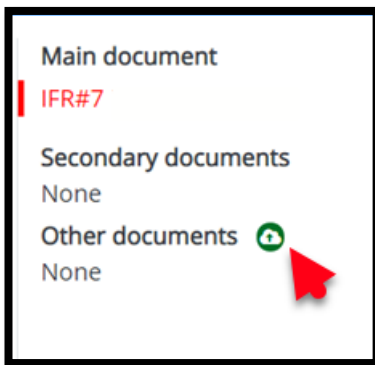 Main document
IFR#7
Secondary documents
None
Other documents
None